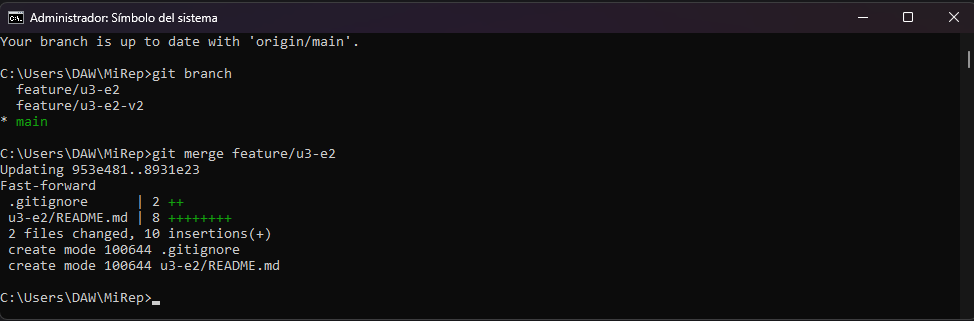 Administrador: Símbolo del sistema
Your branch is up to date with 'origin/main'.
C:\Users\DAW\MiRep>git branch
  feature/u3-e2
  feature/u3-e2-v2
* main
C:\Users\DAW\MiRep>git merge feature/u3-e2
Updating 953e481..8931e23
Fast-forward
 .gitignore      | 2 ++
 u3-e2/README.md | 8 ++++++++
 2 files changed, 10 insertions(+)
 create mode 100644 .gitignore
 create mode 100644 u3-e2/README.md
C:\Users\DAW\MiRep>